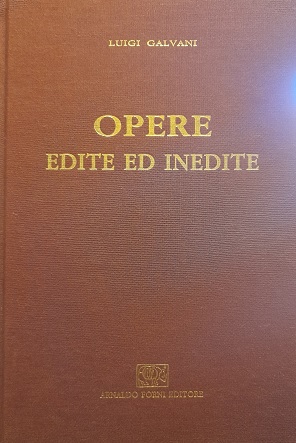 LUIGI GALVANI
OPERE
EDITE ED INEDITE
ARNALDO FORNI EDITORE